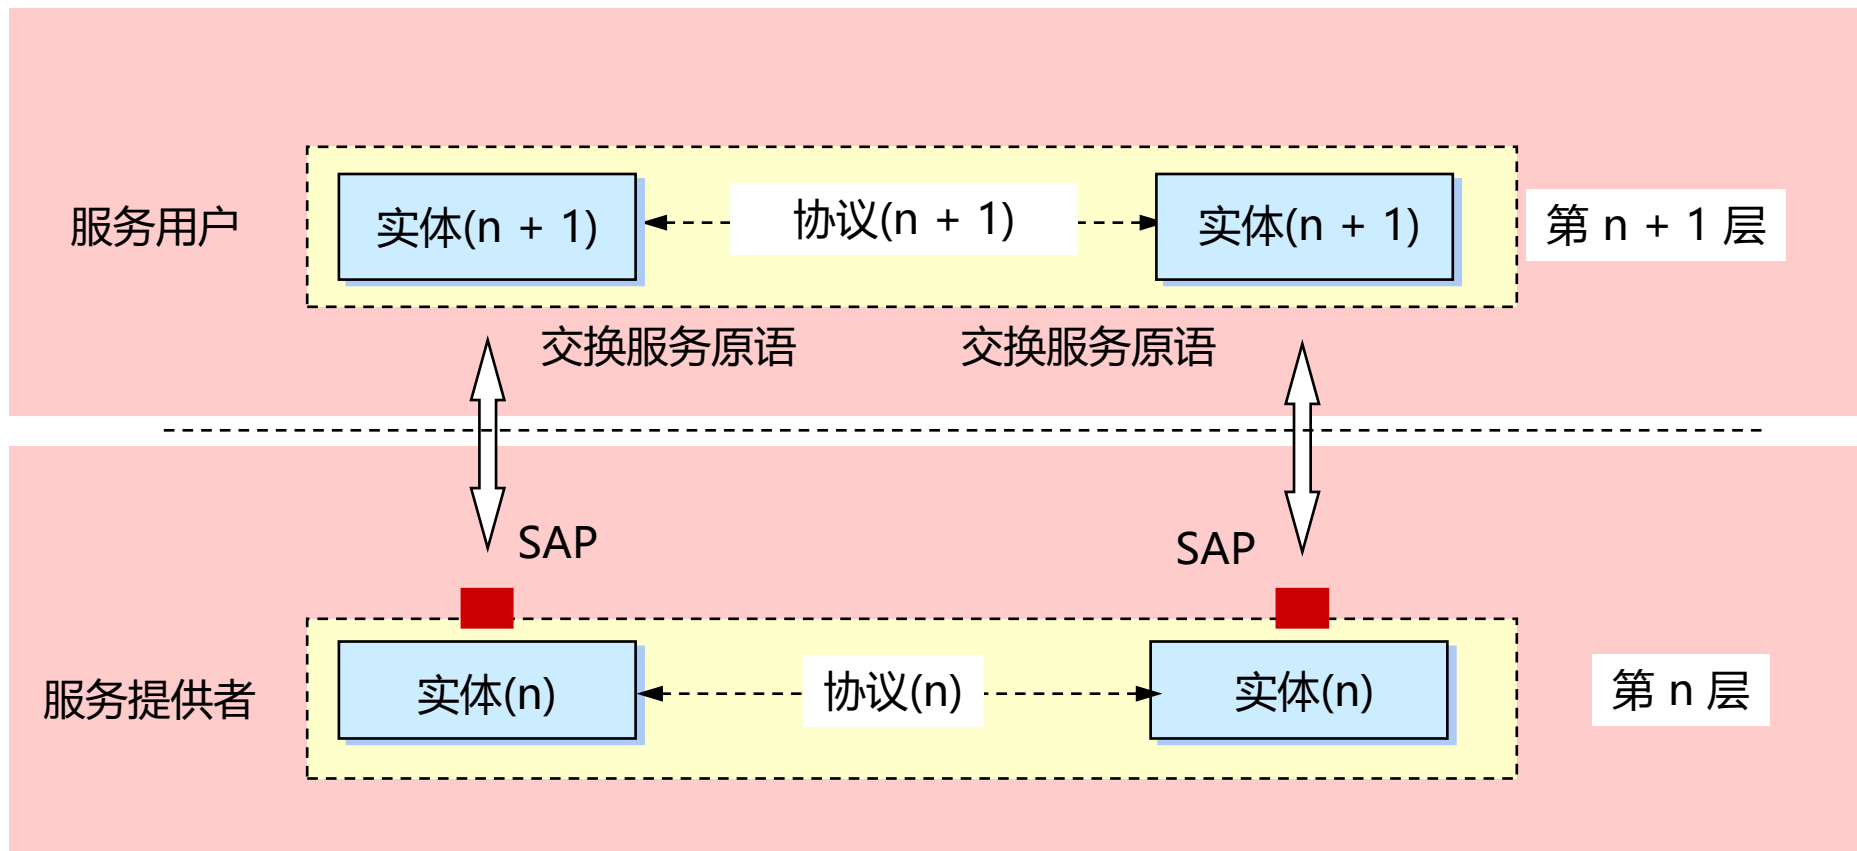 服务用户
实体(n + 1)
协议(n + 1)
实体(n + 1)
第 n + 1 层
交换服务原语
交换服务原语
SAP
SAP
服务提供者
实体(n)
协议(n)
实体(n)
第 n 层